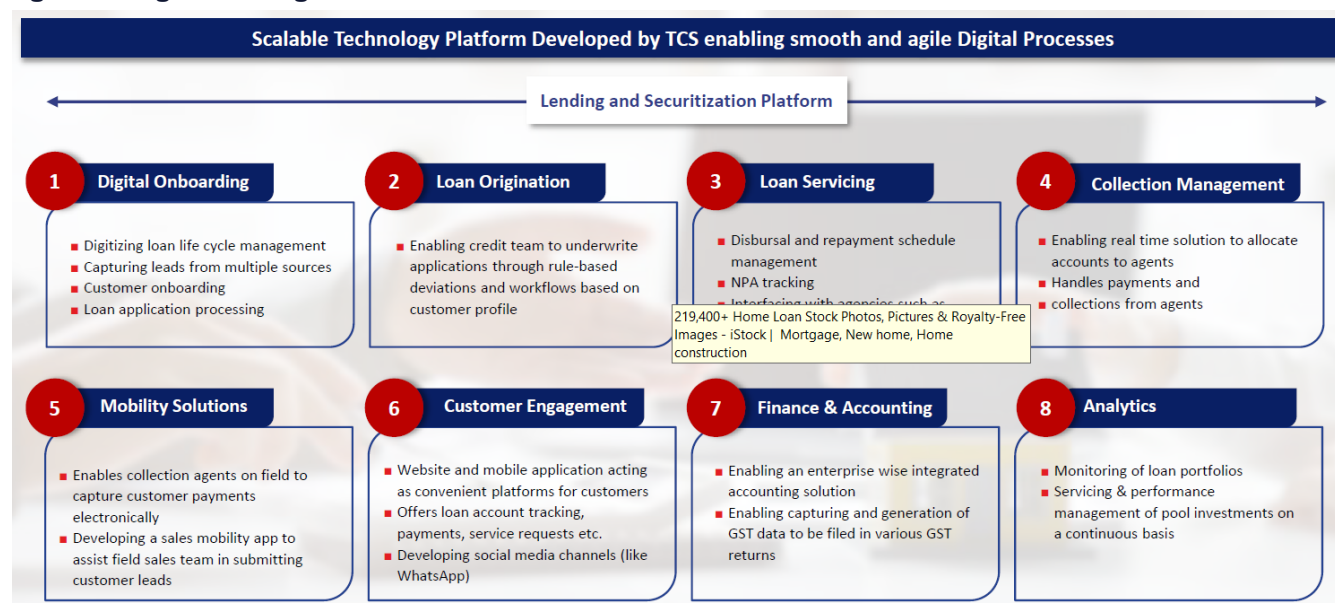 Scalable Technology Platform Developed by TCS enabling smooth and agile Digital Processes
Lending and Securitization Platform
1 Digital Onboarding
Digitizing loan life cycle management
Capturing leads from multiple sources
Customer onboarding
Loan application processing
2 Loan Origination
Enabling credit team to underwrite
applications through rule-based
deviations and workflows based on
customer profile
3 Loan Servicing
Disbursal and repayment schedule
management
NPA tracking
Interfacing with agencies such as
219,400+ Home Loan Stock Photos, Pictures & Royalty-Free
Images - iStock | Mortgage, New home, Home
construction
4 Collection Management
Enabling real time solution to allocate
accounts to agents
Handles payments and
collections from agents
5 Mobility Solutions
Enables collection agents on field to
capture customer payments
electronically
Developing a sales mobility app to
assist field sales team in submitting
customer leads
6 Customer Engagement
Website and mobile application acting
as convenient platforms for customers
Offers loan account tracking,
payments, service requests etc.
Developing social media channels (like
WhatsApp)
7 Finance & Accounting
Enabling an enterprise wise integrated
accounting solution
Enabling capturing and generation of
GST data to be filed in various GST
returns
8 Analytics
Monitoring of loan portfolios
Servicing & performance
management of pool investments on
a continuous basis